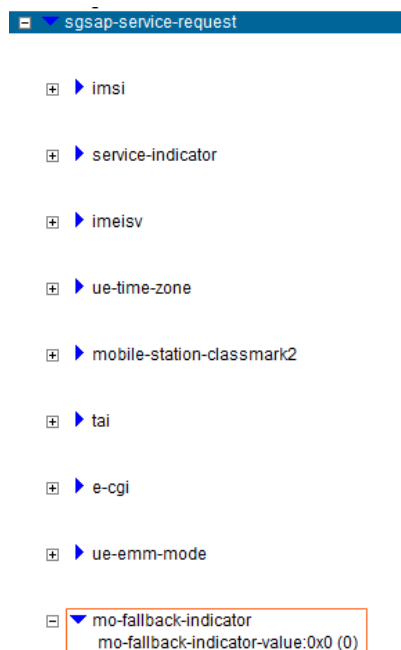 sgsap-service-request
imsi
service-indicator
imeisv
ue-time-zone
mobile-station-classmark2
tai
e-cgi
ue-emm-mode
mo-fallback-indicator
mo-fallback-indicator-value:0x0 (0)